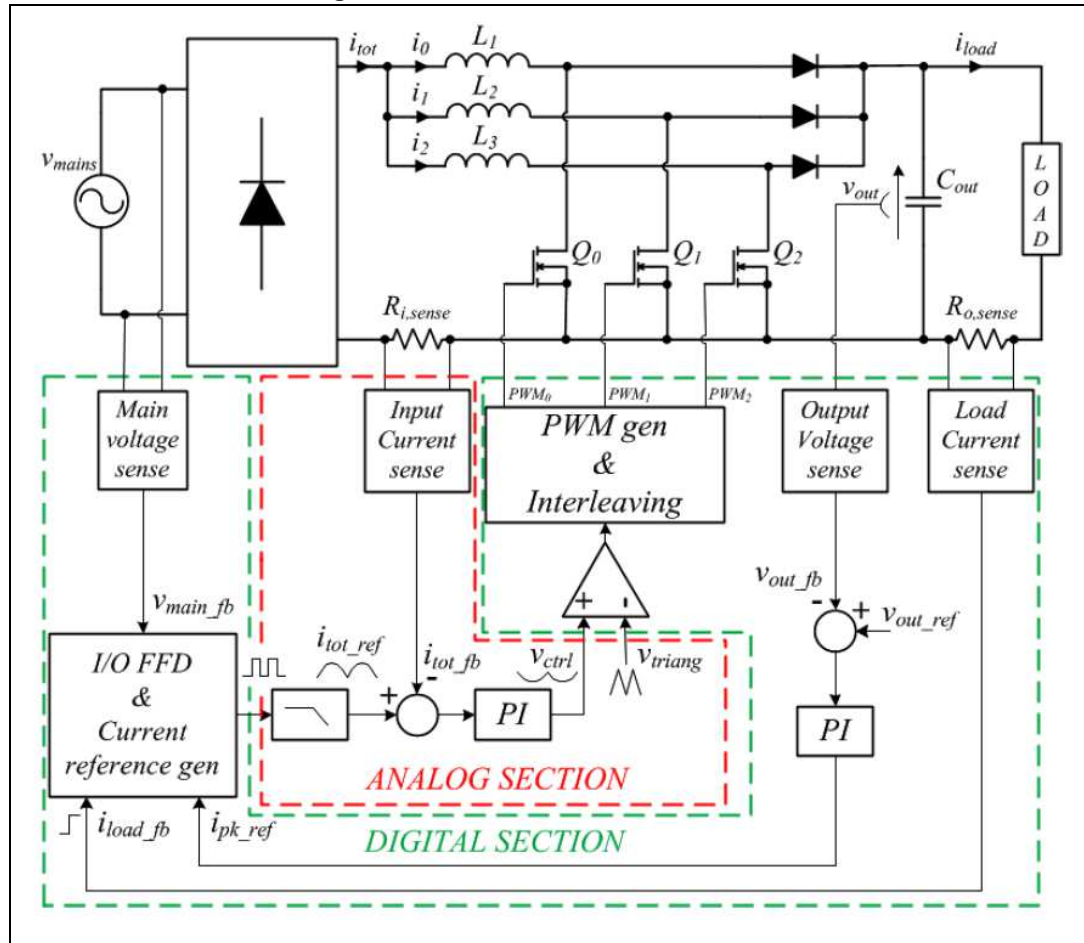 i_tot
i_0
L_1
i_load
i_1
L_2
i_2
L_3
v_mains
v_out
C_out
L
O
A
D
Q_0
Q_1
Q_2
R_i,sense
R_o,sense
PWM_0
PWM_1
PWM_2
Main
voltage
sense
Input
Current
sense
PWM gen
&
Interleaving
Output
Voltage
sense
Load
Current
sense
v_main_fb
v_out_fb
-
+
v_out_ref
+
-
I/O FFD
&
Current
reference gen
i_tot_ref
i_tot_fb
v_ctrl
v_triang
+
-
PI
PI
ANALOG SECTION
i_load_fb
i_pk_ref
DIGITAL SECTION